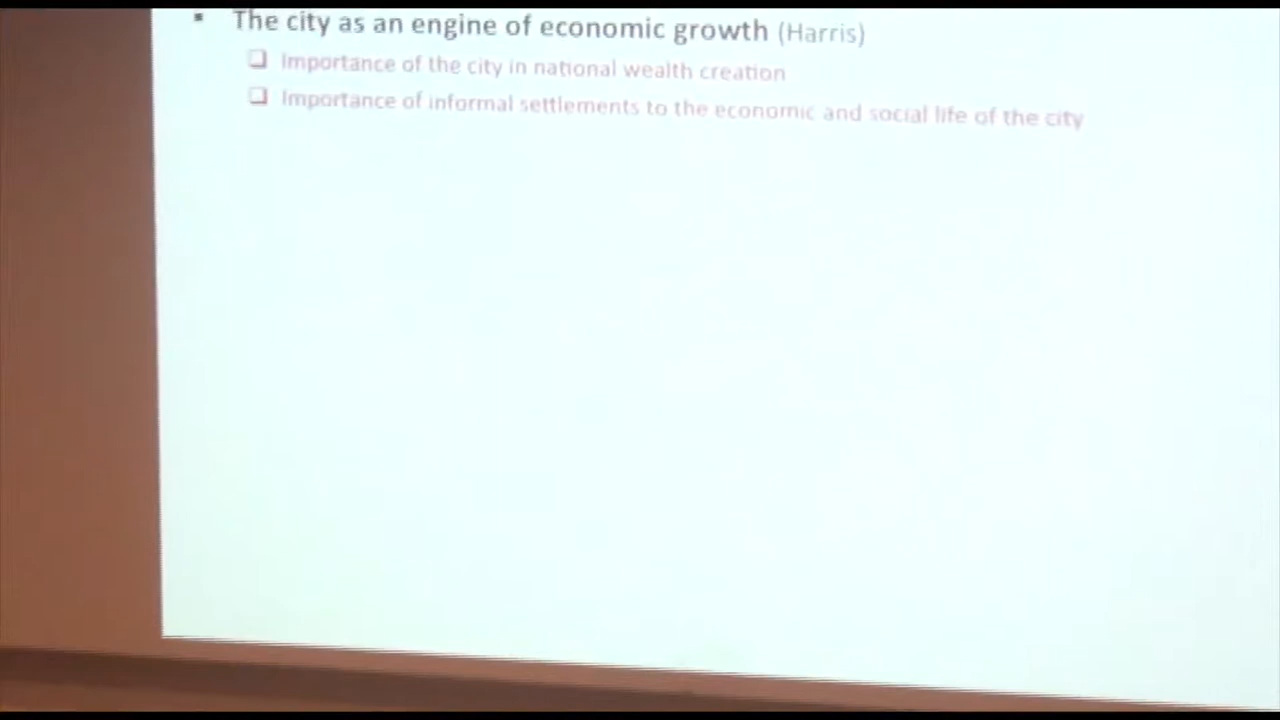 ▪ The city as an engine of economic growth (Harris)
❑ Importance of the city in national wealth creation
❑ Importance of informal settlements to the economic and social life of the city